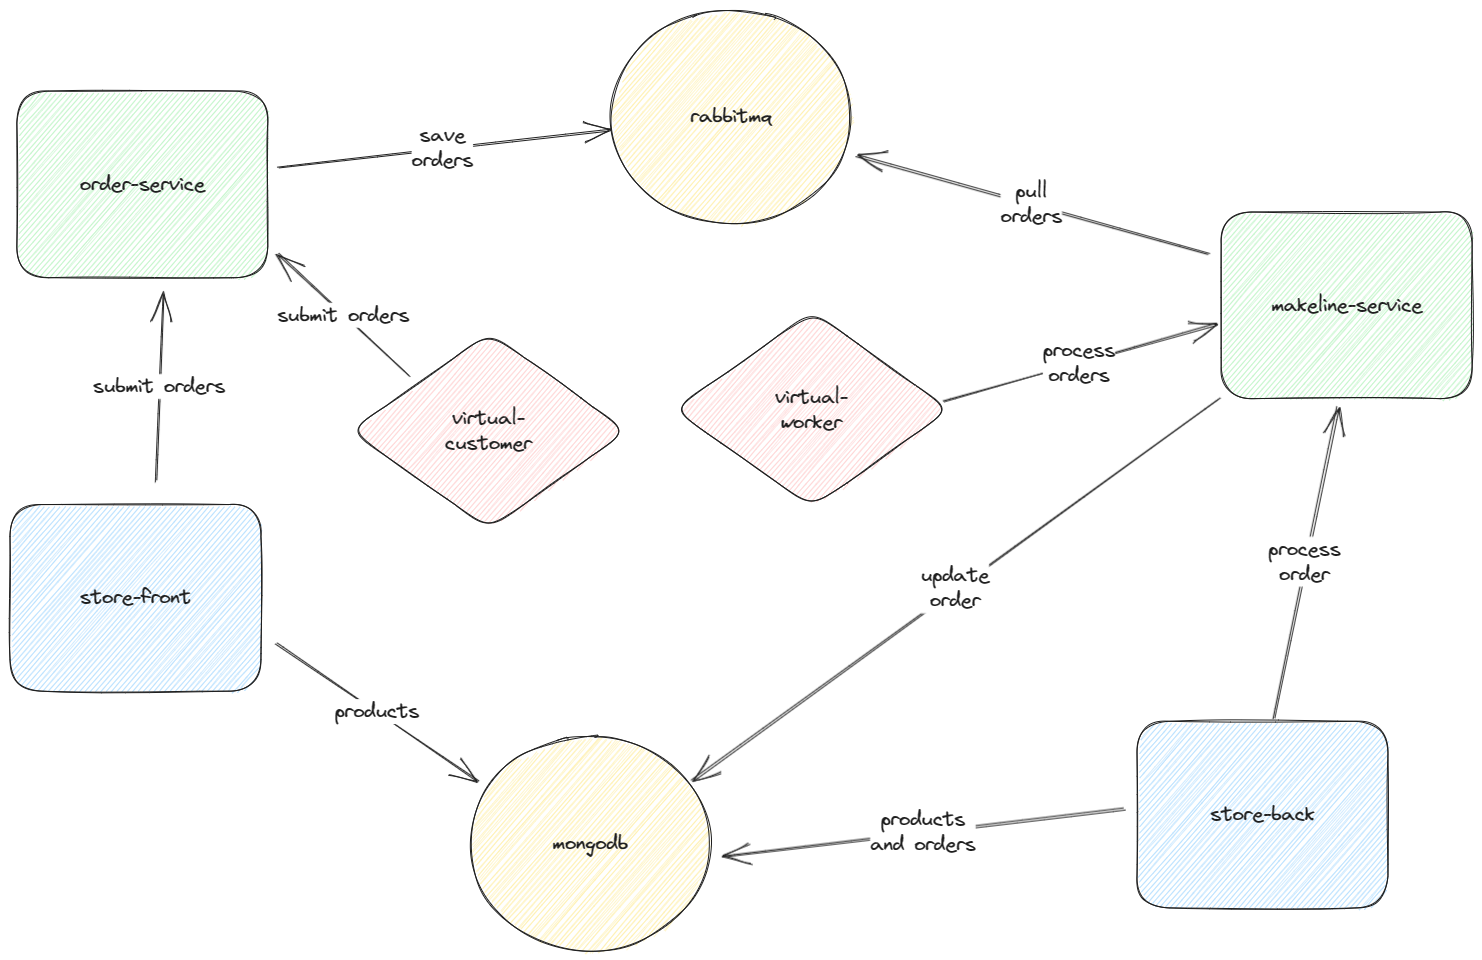 rabbitmq
save
orders
order-service
pull
orders
makeline-service
submit orders
process
orders
submit orders
virtual-
customer
virtual-
worker
process
order
update
order
store-front
products
products
and orders
store-back
mongodb